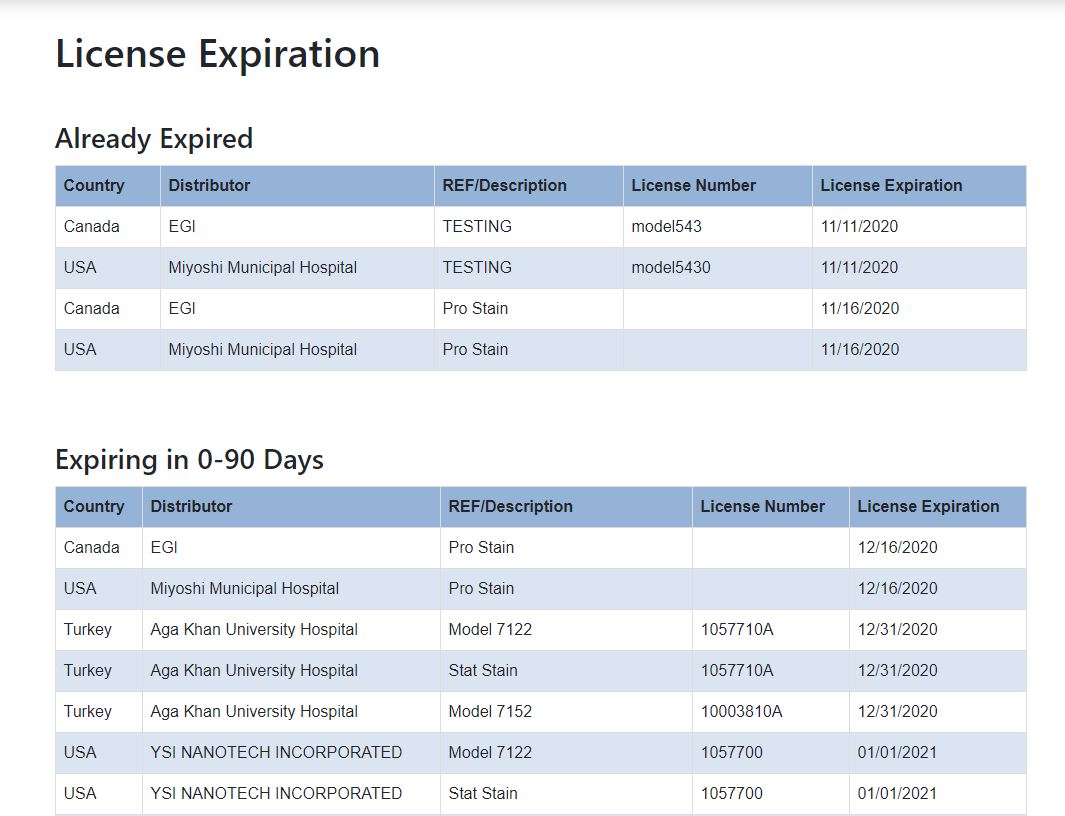 License Expiration
Already Expired
Country Distributor REF/Description License Number License Expiration
Canada EGI TESTING model543 11/11/2020
USA Miyoshi Municipal Hospital TESTING model5430 11/11/2020
Canada EGI Pro Stain 11/16/2020
USA Miyoshi Municipal Hospital Pro Stain 11/16/2020
Expiring in 0-90 Days
Country Distributor REF/Description License Number License Expiration
Canada EGI Pro Stain 12/16/2020
USA Miyoshi Municipal Hospital Pro Stain 12/16/2020
Turkey Aga Khan University Hospital Model 7122 1057710A 12/31/2020
Turkey Aga Khan University Hospital Stat Stain 1057710A 12/31/2020
Turkey Aga Khan University Hospital Model 7152 10003810A 12/31/2020
USA YSI NANOTECH INCORPORATED Model 7122 1057700 01/01/2021
USA YSI NANOTECH INCORPORATED Stat Stain 1057700 01/01/2021